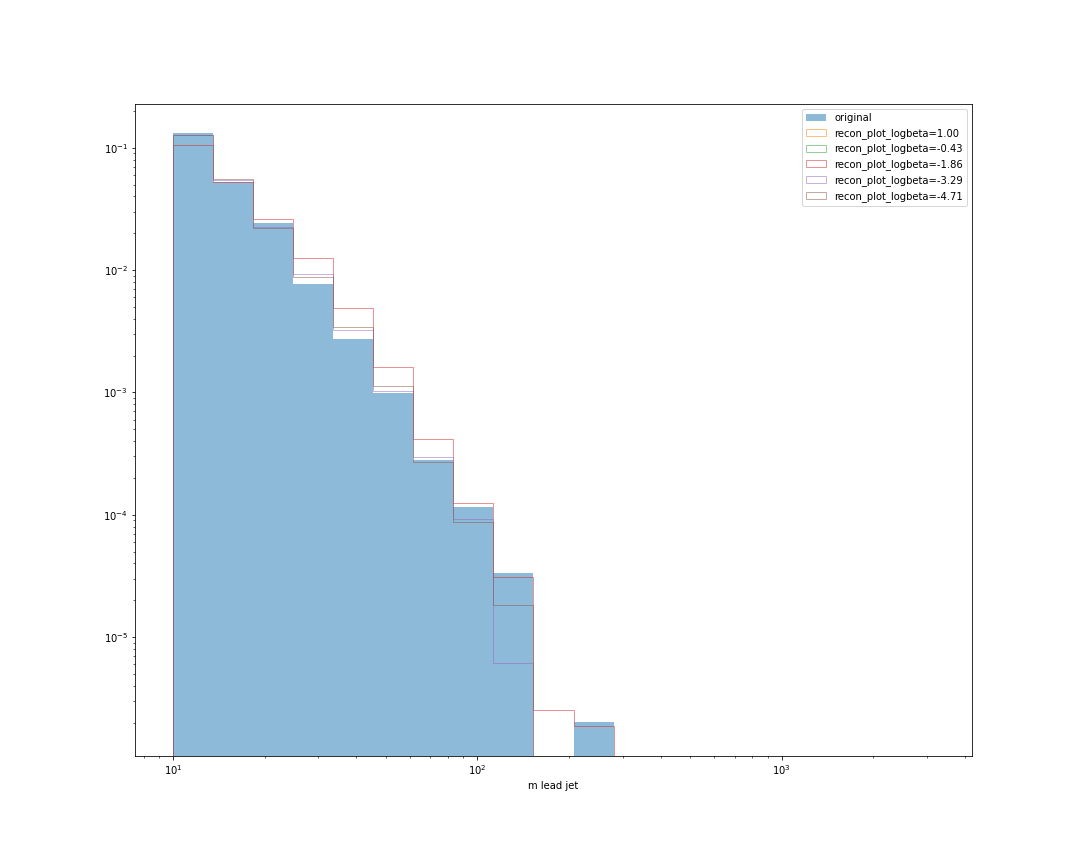 original
recon_plot_logbeta=1.00
recon_plot_logbeta=-0.43
recon_plot_logbeta=-1.86
recon_plot_logbeta=-3.29
recon_plot_logbeta=-4.71
10⁻¹
10⁻²
10⁻³
10⁻⁴
10⁻⁵
10¹ 10² 10³
m lead jet